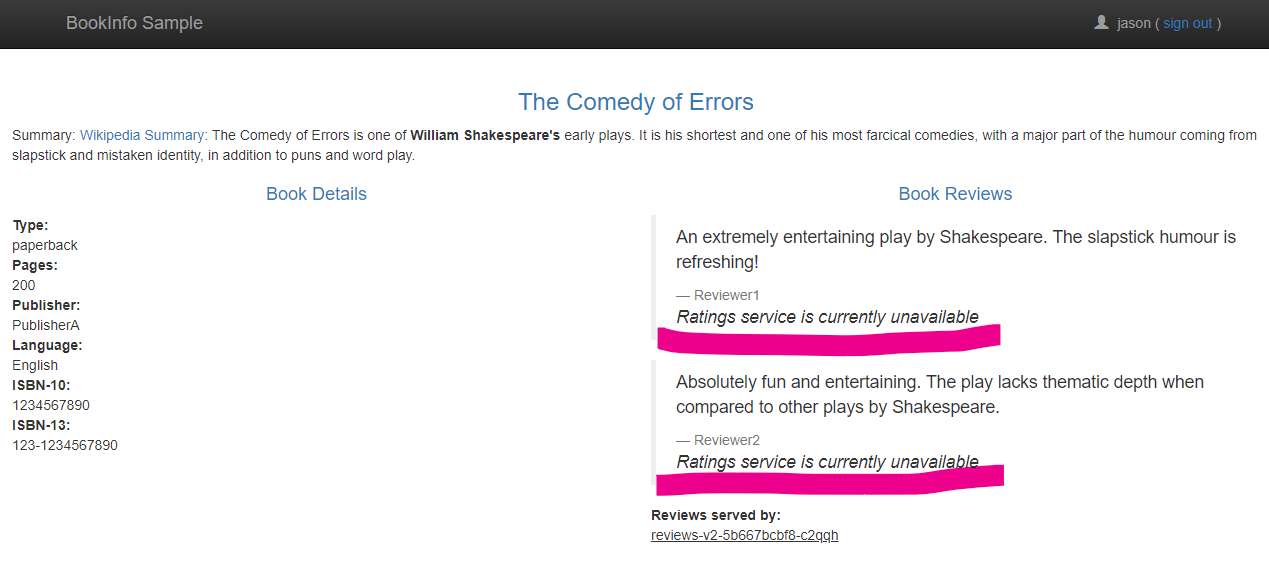 BookInfo Sample
jason ( sign out )
The Comedy of Errors
Summary: Wikipedia Summary: The Comedy of Errors is one of William Shakespeare's early plays. It is his shortest and one of his most farcical comedies, with a major part of the humour coming from
slapstick and mistaken identity, in addition to puns and word play.
Book Details
Type:
paperback
Pages:
200
Publisher:
PublisherA
Language:
English
ISBN-10:
1234567890
ISBN-13:
123-1234567890
Book Reviews
An extremely entertaining play by Shakespeare. The slapstick humour is
refreshing!
— Reviewer1
Ratings service is currently unavailable
Absolutely fun and entertaining. The play lacks thematic depth when
compared to other plays by Shakespeare.
— Reviewer2
Ratings service is currently unavailable
Reviews served by:
reviews-v2-5b667bcbf8-c2qqh